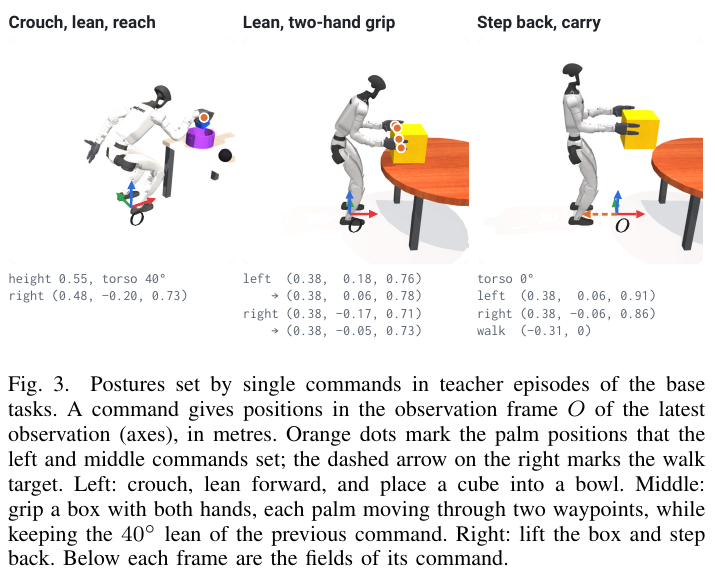 Crouch, lean, reach
Lean, two-hand grip
Step back, carry
O
O
O
height 0.55, torso 40°
right (0.48, −0.20, 0.73)
left (0.38, 0.18, 0.76)
→ (0.38, 0.06, 0.78)
right (0.38, −0.17, 0.71)
→ (0.38, −0.05, 0.73)
torso 0°
left (0.38, 0.06, 0.91)
right (0.38, −0.06, 0.86)
walk (−0.31, 0)
Fig. 3. Postures set by single commands in teacher episodes of the base
tasks. A command gives positions in the observation frame O of the latest
observation (axes), in metres. Orange dots mark the palm positions that the
left and middle commands set; the dashed arrow on the right marks the walk
target. Left: crouch, lean forward, and place a cube into a bowl. Middle:
grip a box with both hands, each palm moving through two waypoints, while
keeping the 40° lean of the previous command. Right: lift the box and step
back. Below each frame are the fields of its command.